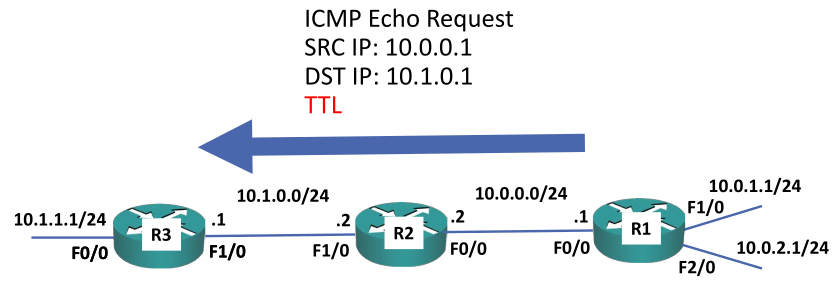 ICMP Echo Request
SRC IP: 10.0.0.1
DST IP: 10.1.0.1
TTL
10.1.1.1/24
F0/0
R3
.1
F1/0
10.1.0.0/24
.2
F1/0
R2
.2
F0/0
10.0.0.0/24
.1
F0/0
R1
F1/0
10.0.1.1/24
F2/0
10.0.2.1/24